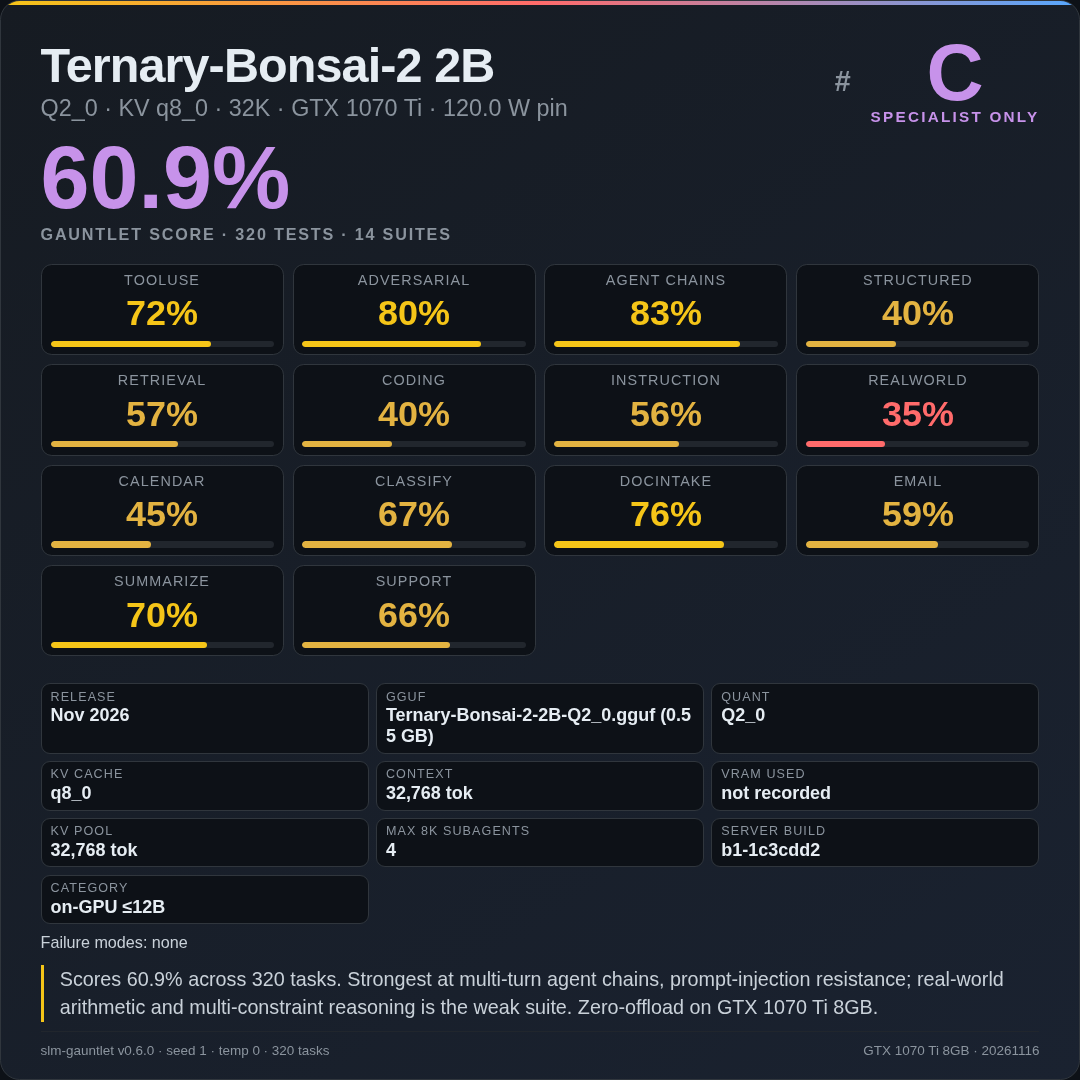 Ternary-Bonsai-2 2B
Q2_0 · KV q8_0 · 32K · GTX 1070 Ti · 120.0 W pin
#
C
SPECIALIST ONLY
60.9%
GAUNTLET SCORE · 320 TESTS · 14 SUITES
TOOLUSE
72%
ADVERSARIAL
80%
AGENT CHAINS
83%
STRUCTURED
40%
RETRIEVAL
57%
CODING
40%
INSTRUCTION
56%
REALWORLD
35%
CALENDAR
45%
CLASSIFY
67%
DOCINTAKE
76%
EMAIL
59%
SUMMARIZE
70%
SUPPORT
66%
RELEASE
Nov 2026
GGUF
Ternary-Bonsai-2-2B-Q2_0.gguf (0.5
5 GB)
QUANT
Q2_0
KV CACHE
q8_0
CONTEXT
32,768 tok
VRAM USED
not recorded
KV POOL
32,768 tok
MAX 8K SUBAGENTS
4
SERVER BUILD
b1-1c3cdd2
CATEGORY
on-GPU ≤12B
Failure modes: none
Scores 60.9% across 320 tasks. Strongest at multi-turn agent chains, prompt-injection resistance; real-world
arithmetic and multi-constraint reasoning is the weak suite. Zero-offload on GTX 1070 Ti 8GB.
slm-gauntlet v0.6.0 · seed 1 · temp 0 · 320 tasks
GTX 1070 Ti 8GB · 20261116